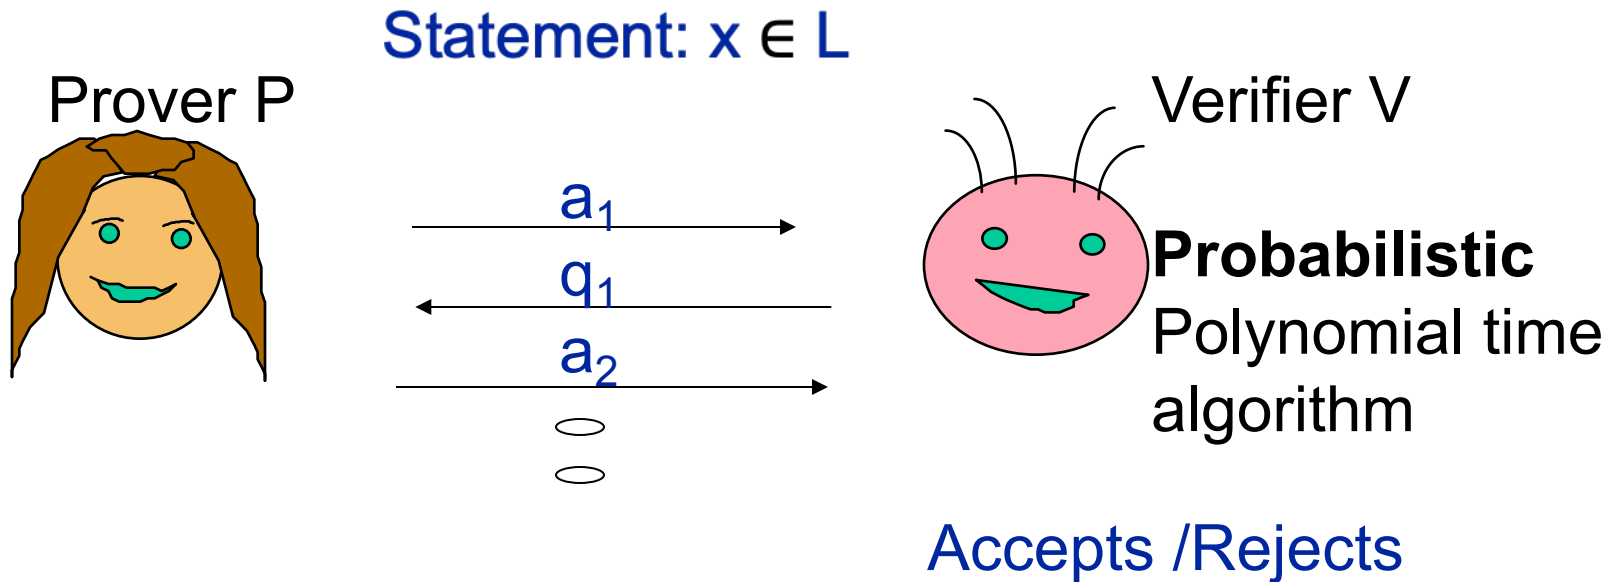 Statement: x ∈ L
Prover P
Verifier V
a₁
q₁
a₂
Probabilistic
Polynomial time
algorithm
Accepts /Rejects